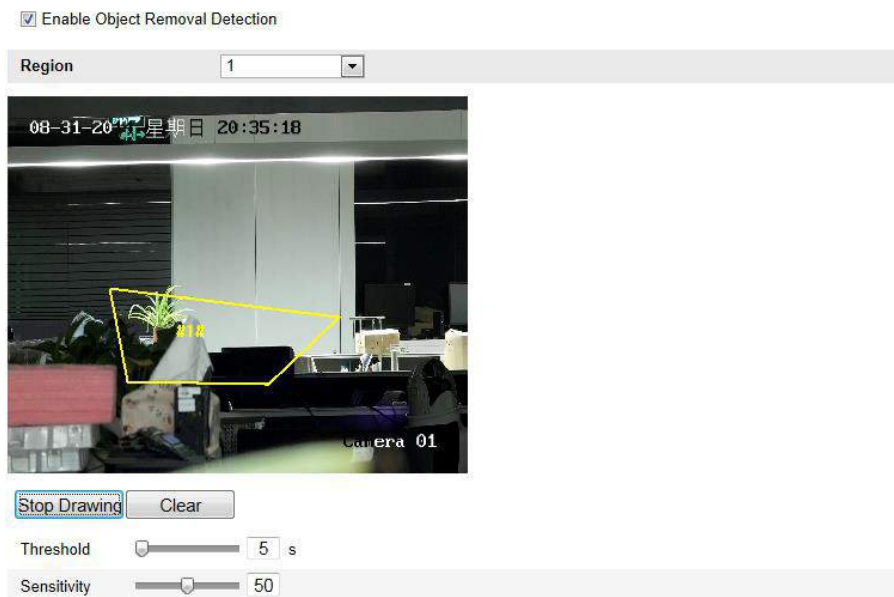 Enable Object Removal Detection
Region 1
08-31-20 星期日 20:35:18
#1#
Camera 01
Stop Drawing Clear
Threshold 5 s
Sensitivity 50